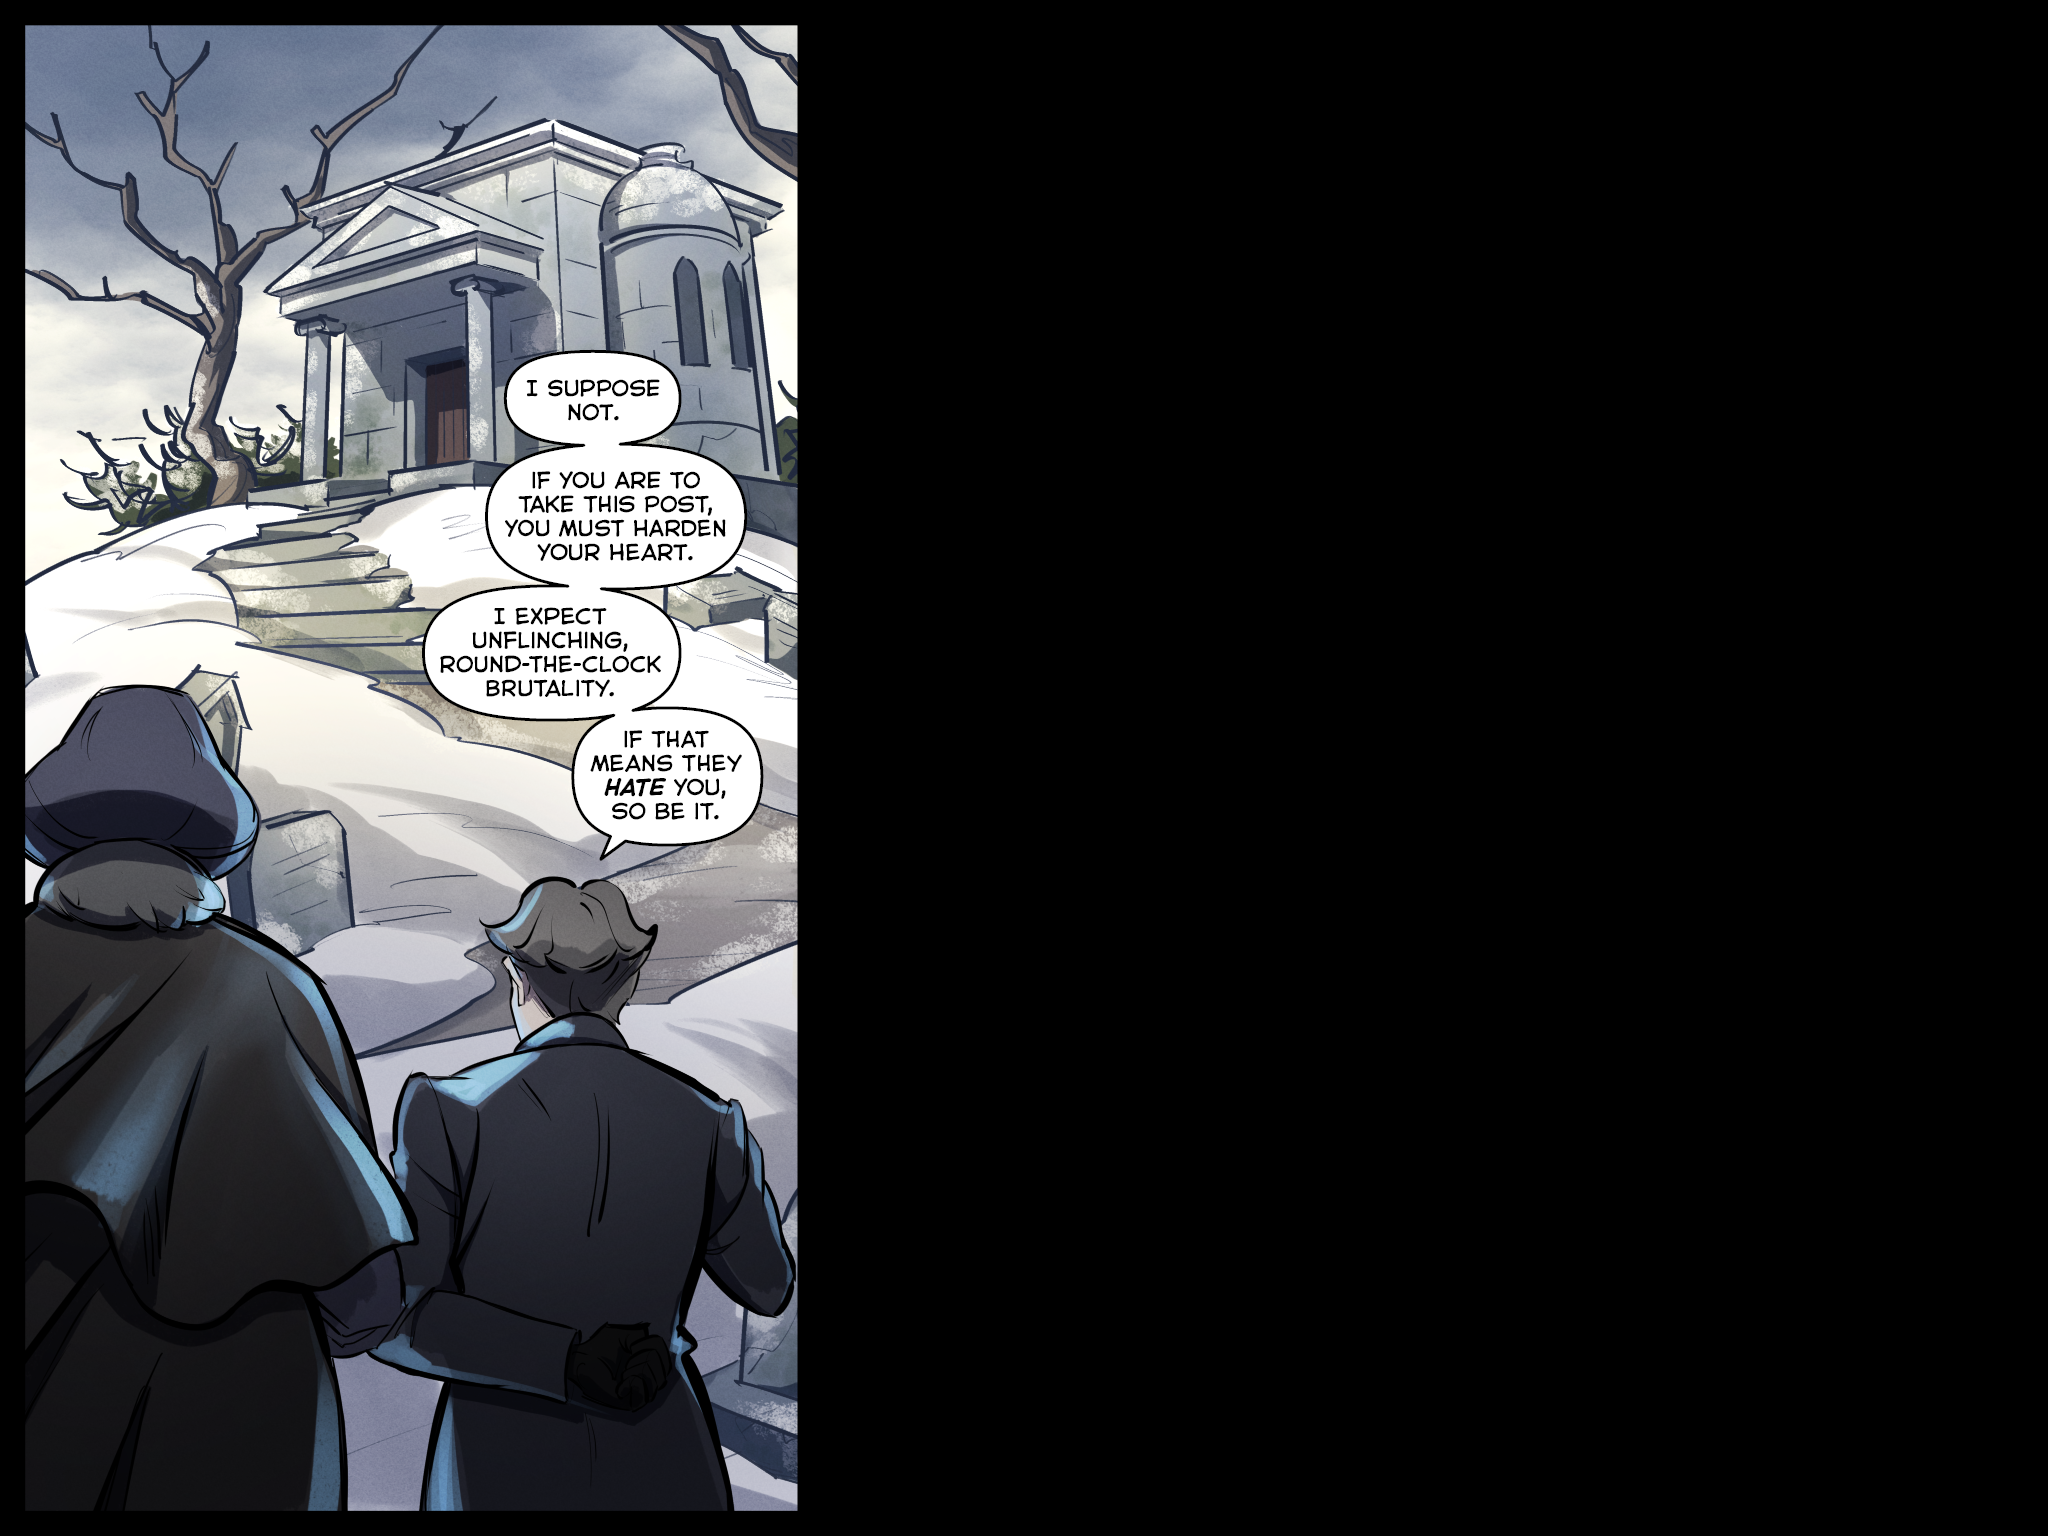 I SUPPOSE
NOT.
IF YOU ARE TO
TAKE THIS POST,
YOU MUST HARDEN
YOUR HEART.
I EXPECT
UNFLINCHING,
ROUND-THE-CLOCK
BRUTALITY.
IF THAT
MEANS THEY
HATE YOU,
SO BE IT.